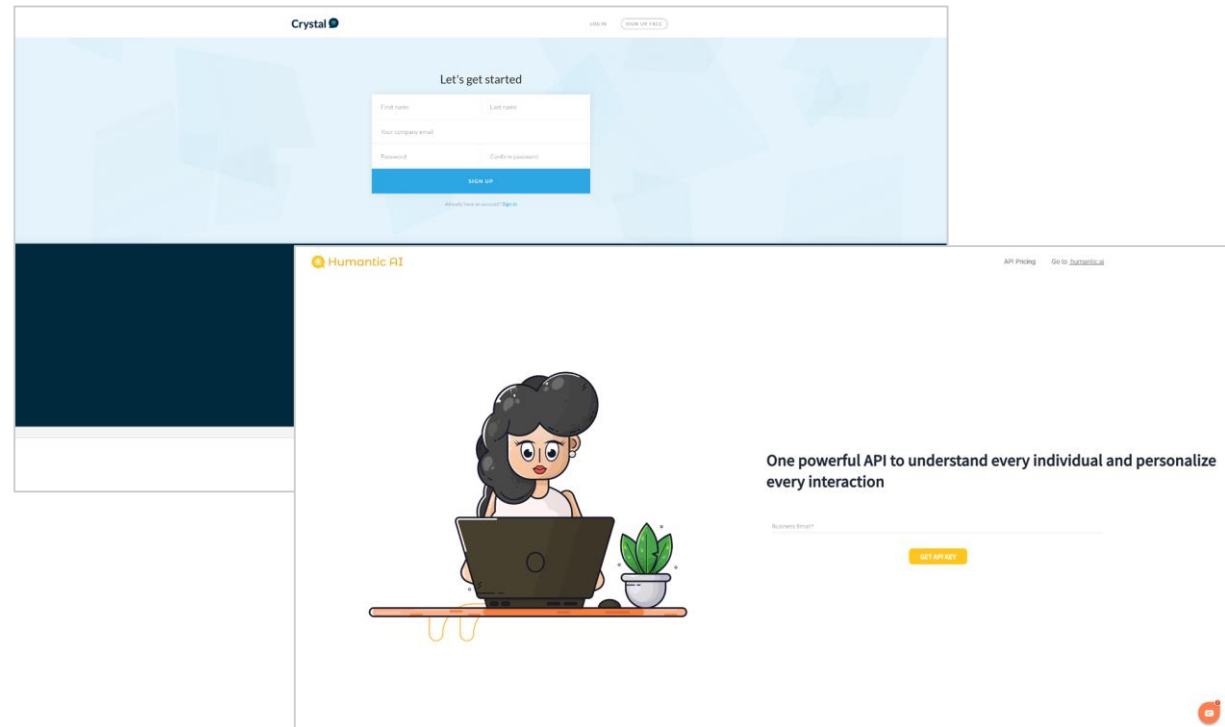 Crystal
LOG IN
SIGN UP FREE
Let's get started
First name
Last name
Your company email
Password
Confirm password
SIGN UP
Already have an account? Sign in
Humantic AI
API Pricing
Go to humantic.ai
One powerful API to understand every individual and personalize
every interaction
Business Email*
GET API KEY